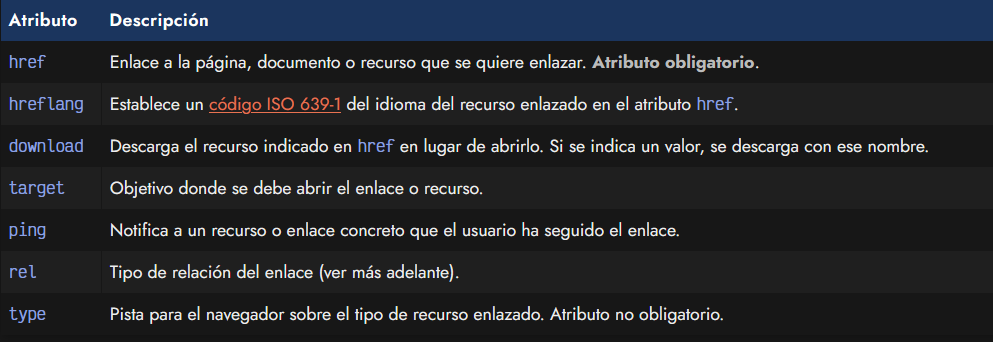 Atributo Descripción
href Enlace a la página, documento o recurso que se quiere enlazar. Atributo obligatorio.
hreflang Establece un código ISO 639-1 del idioma del recurso enlazado en el atributo href.
download Descarga el recurso indicado en href en lugar de abrirlo. Si se indica un valor, se descarga con ese nombre.
target Objetivo donde se debe abrir el enlace o recurso.
ping Notifica a un recurso o enlace concreto que el usuario ha seguido el enlace.
rel Tipo de relación del enlace (ver más adelante).
type Pista para el navegador sobre el tipo de recurso enlazado. Atributo no obligatorio.